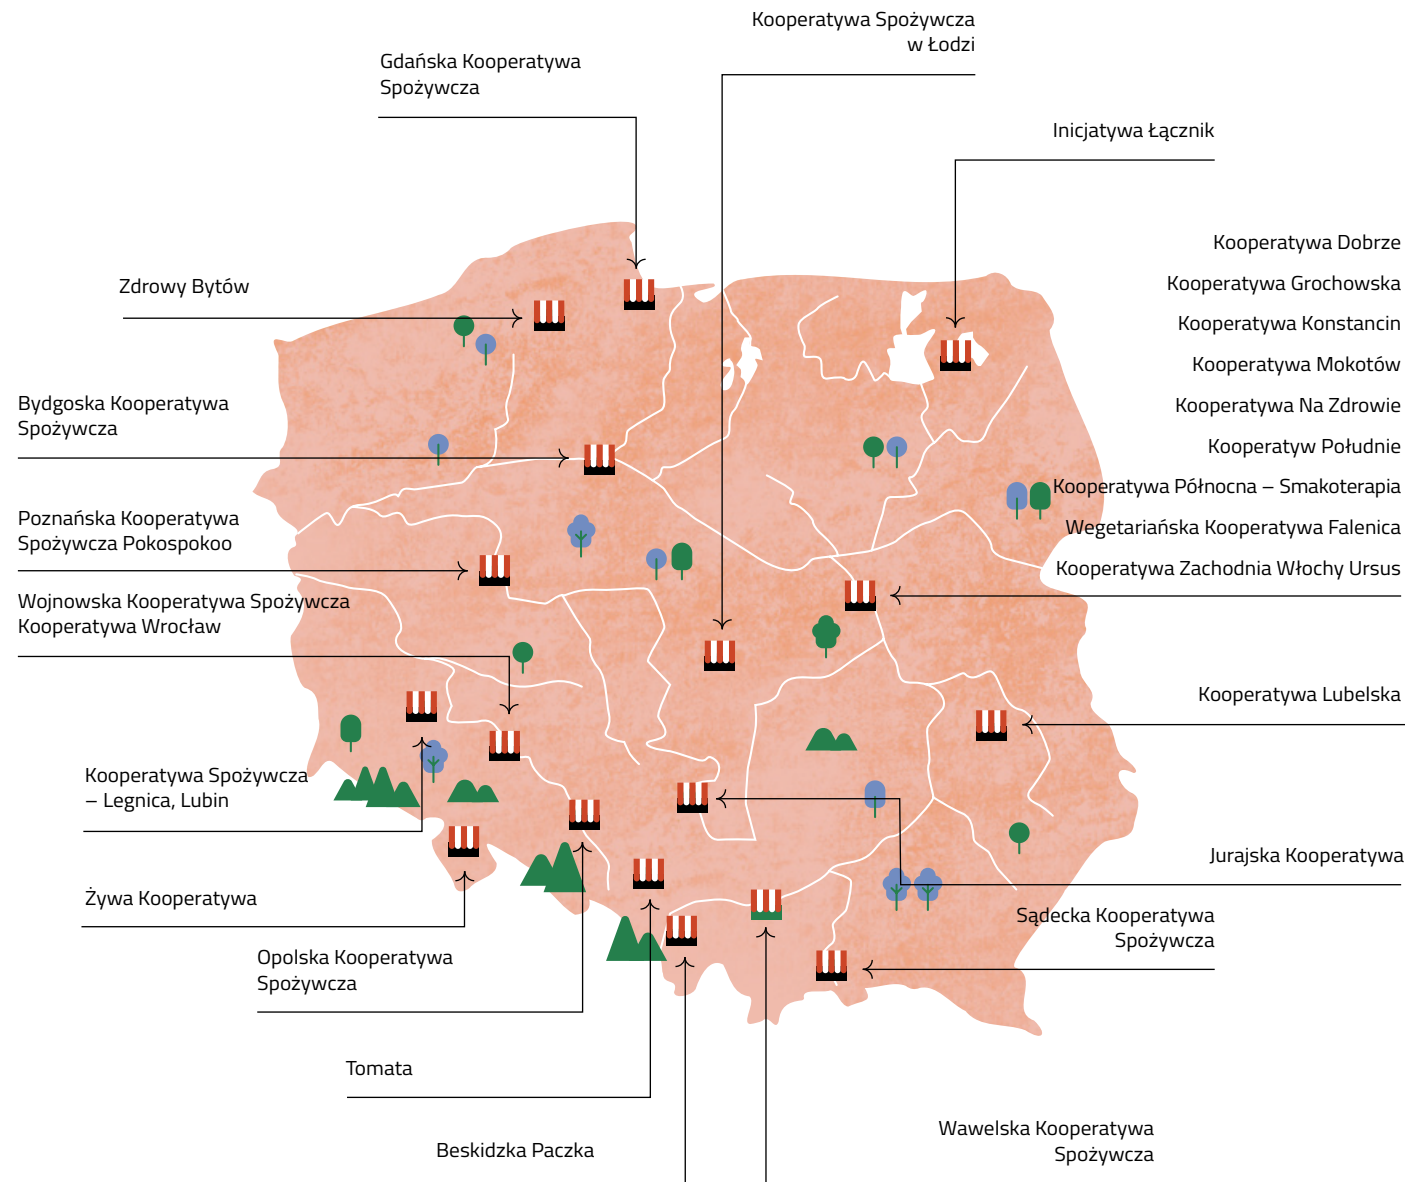 Kooperatywa Spożywcza
w Łodzi
Gdańska Kooperatywa
Spożywcza
Inicjatywa Łącznik
Kooperatywa Dobrze
Zdrowy Bytów
Kooperatywa Grochowska
Kooperatywa Konstancin
Kooperatywa Mokotów
Kooperatywa Na Zdrowie
Bydgoska Kooperatywa
Spożywcza
Kooperatyw Południe
Kooperatywa Północna – Smakoterapia
Poznańska Kooperatywa
Spożywcza Pokospokoo
Wegetariańska Kooperatywa Falenica
Kooperatywa Zachodnia Włochy Ursus
Wojnowska Kooperatywa Spożywcza
Kooperatywa Wrocław
Kooperatywa Lubelska
Kooperatywa Spożywcza
– Legnica, Lubin
Jurajska Kooperatywa
Żywa Kooperatywa
Sądecka Kooperatywa
Spożywcza
Opolska Kooperatywa
Spożywcza
Tomata
Beskidzka Paczka
Wawelska Kooperatywa
Spożywcza